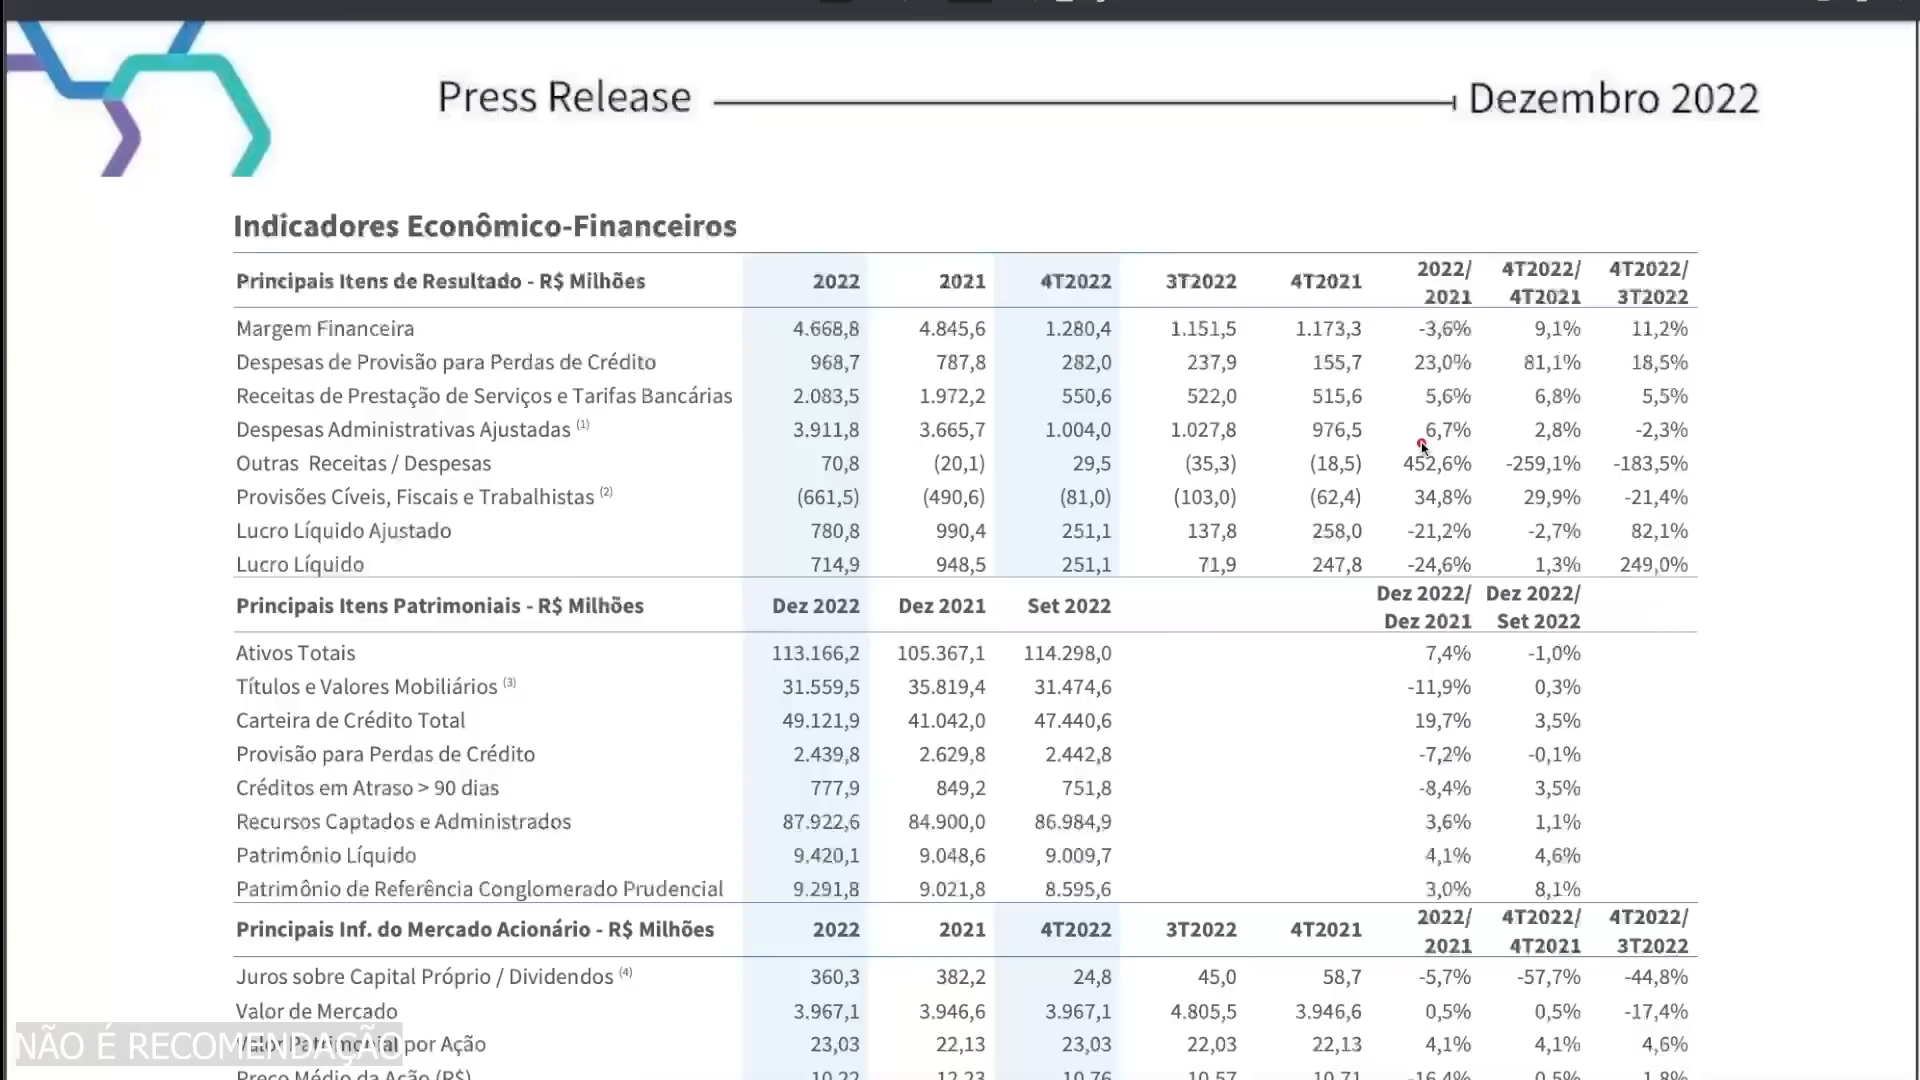 Press Release Dezembro 2022
Indicadores Econômico-Financeiros
Principais Itens de Resultado - R$ Milhões 2022 2021 4T2022 3T2022 4T2021 2022/ 2021 4T2022/ 4T2021 4T2022/ 3T2022
Margem Financeira 4.668,8 4.845,6 1.280,4 1.151,5 1.173,3 -3,6% 9,1% 11,2%
Despesas de Provisão para Perdas de Crédito 968,7 787,8 282,0 237,9 155,7 23,0% 81,1% 18,5%
Receitas de Prestação de Serviços e Tarifas Bancárias 2.083,5 1.972,2 550,6 522,0 515,6 5,6% 6,8% 5,5%
Despesas Administrativas Ajustadas (1) 3.911,8 3.665,7 1.004,0 1.027,8 976,5 6,7% 2,8% -2,3%
Outras Receitas / Despesas 70,8 (20,1) 29,5 (35,3) (18,5) 452,6% -259,1% -183,5%
Provisões Cíveis, Fiscais e Trabalhistas (2) (661,5) (490,6) (81,0) (103,0) (62,4) 34,8% 29,9% -21,4%
Lucro Líquido Ajustado 780,8 990,4 251,1 137,8 258,0 -21,2% -2,7% 82,1%
Lucro Líquido 714,9 948,5 251,1 71,9 247,8 -24,6% 1,3% 249,0%
Principais Itens Patrimoniais - R$ Milhões Dez 2022 Dez 2021 Set 2022 Dez 2022/ Dez 2021 Dez 2022/ Set 2022
Ativos Totais 113.166,2 105.367,1 114.298,0 7,4% -1,0%
Títulos e Valores Mobiliários (3) 31.559,5 35.819,4 31.474,6 -11,9% 0,3%
Carteira de Crédito Total 49.121,9 41.042,0 47.440,6 19,7% 3,5%
Provisão para Perdas de Crédito 2.439,8 2.629,8 2.442,8 -7,2% -0,1%
Créditos em Atraso > 90 dias 777,9 849,2 751,8 -8,4% 3,5%
Recursos Captados e Administrados 87.922,6 84.900,0 86.984,9 3,6% 1,1%
Patrimônio Líquido 9.420,1 9.048,6 9.009,7 4,1% 4,6%
Patrimônio de Referência Conglomerado Prudencial 9.291,8 9.021,8 8.595,6 3,0% 8,1%
Principais Inf. do Mercado Acionário - R$ Milhões 2022 2021 4T2022 3T2022 4T2021 2022/ 2021 4T2022/ 4T2021 4T2022/ 3T2022
Juros sobre Capital Próprio / Dividendos (4) 360,3 382,2 24,8 45,0 58,7 -5,7% -57,7% -44,8%
Valor de Mercado 3.967,1 3.946,6 3.967,1 4.805,5 3.946,6 0,5% 0,5% -17,4%
Valor Patrimonial por Ação 23,03 22,13 23,03 22,03 22,13 4,1% 4,1% 4,6%
Preço Médio da Ação (R$) 10,22 12,23 10,76 10,57 10,71 -16,4% 0,5% 1,8%
NÃO É RECOMENDAÇÃO